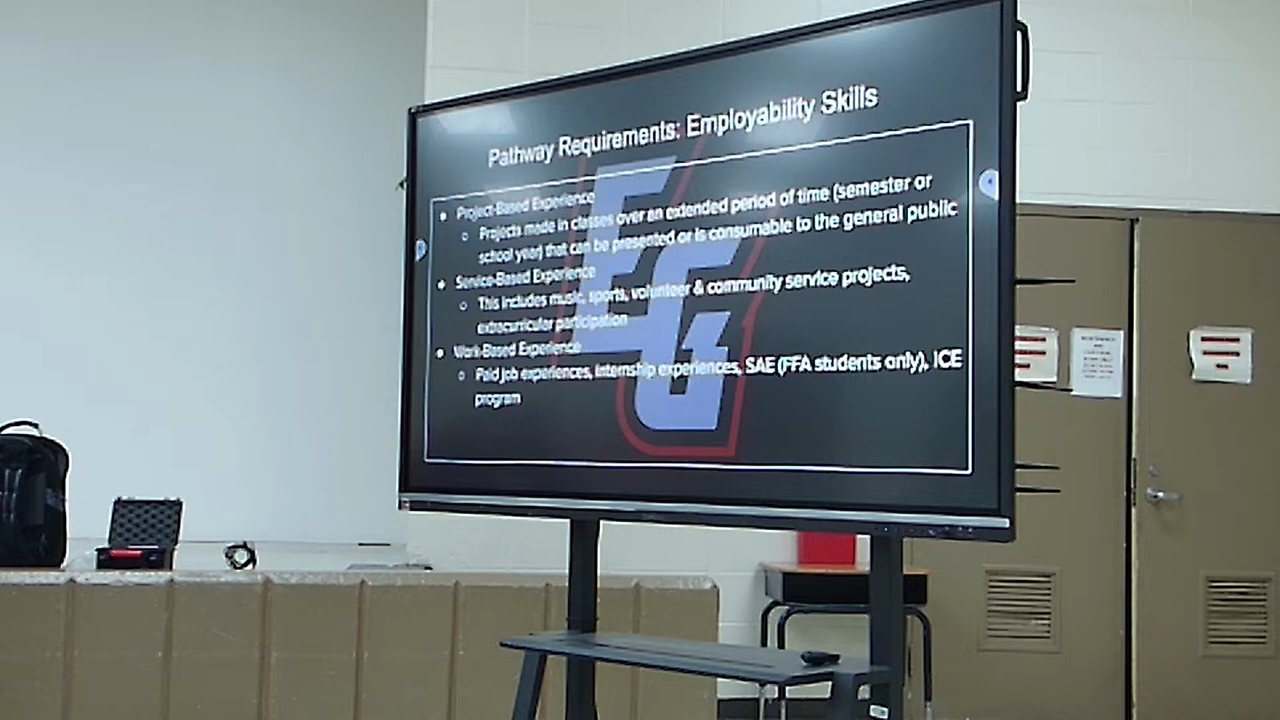 Pathway Requirements: Employability Skills
Project-Based Experience
Projects made in classes over an extended period of time (semester or
school year) that can be presented or is consumable to the general public
Service-Based Experience
This includes music, sports, volunteer & community service projects,
extracurricular participation
Work-Based Experience
Paid job experiences, internship experiences, SAE (FFA students only), ICE
program
EG